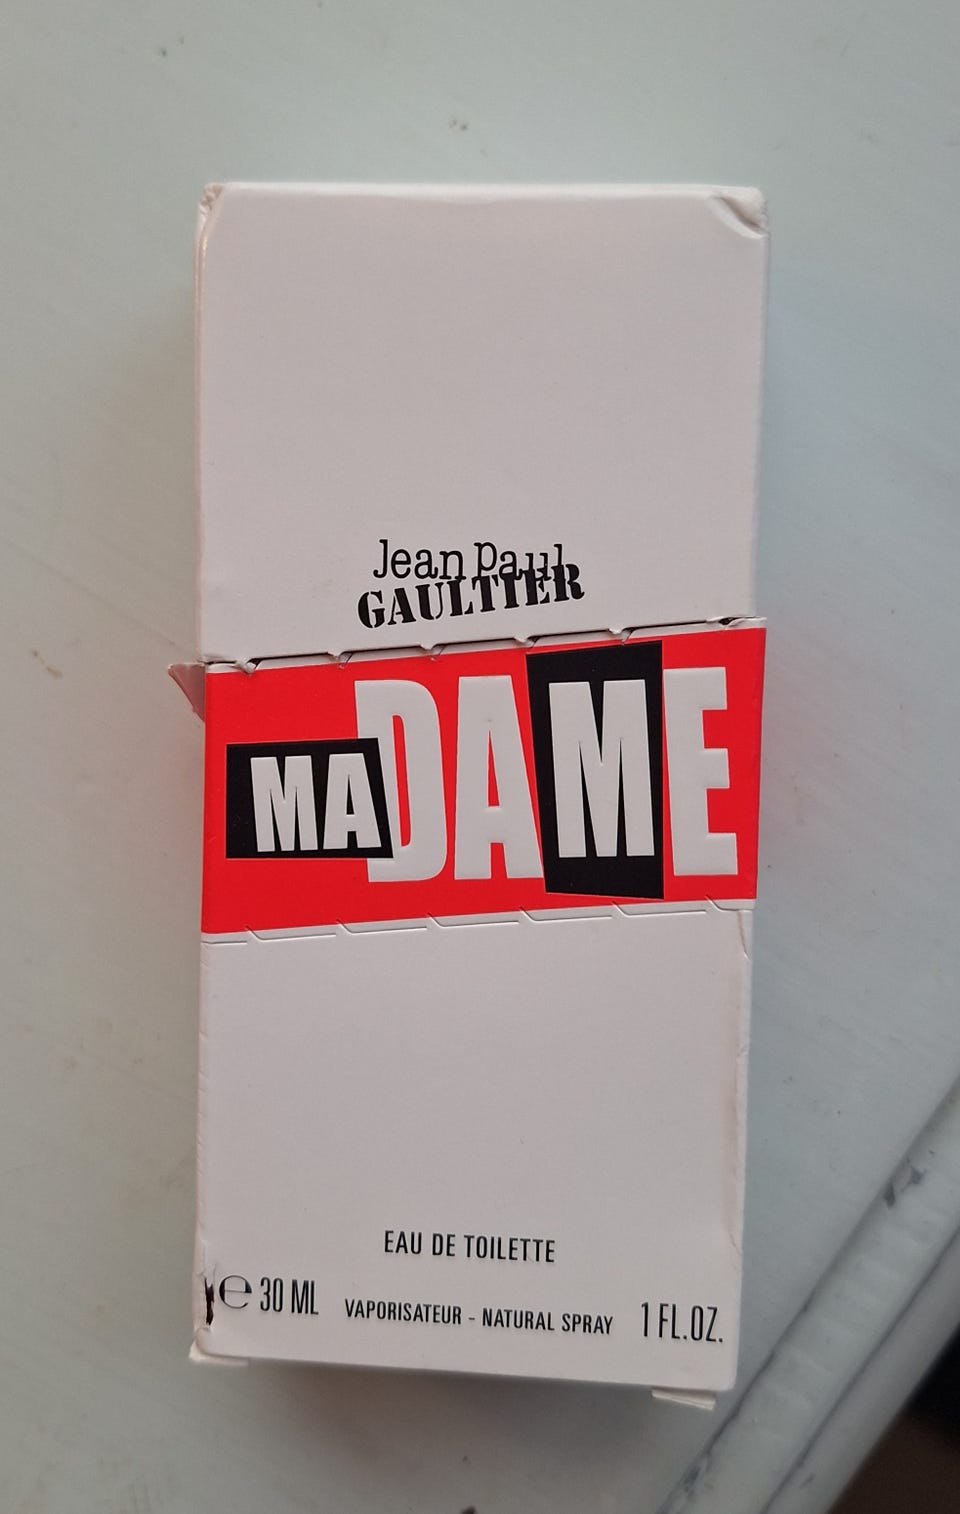 Jean Paul
GAULTIER
MADAME
EAU DE TOILETTE
℮ 30 ML VAPORISATEUR - NATURAL SPRAY 1 FL.OZ.